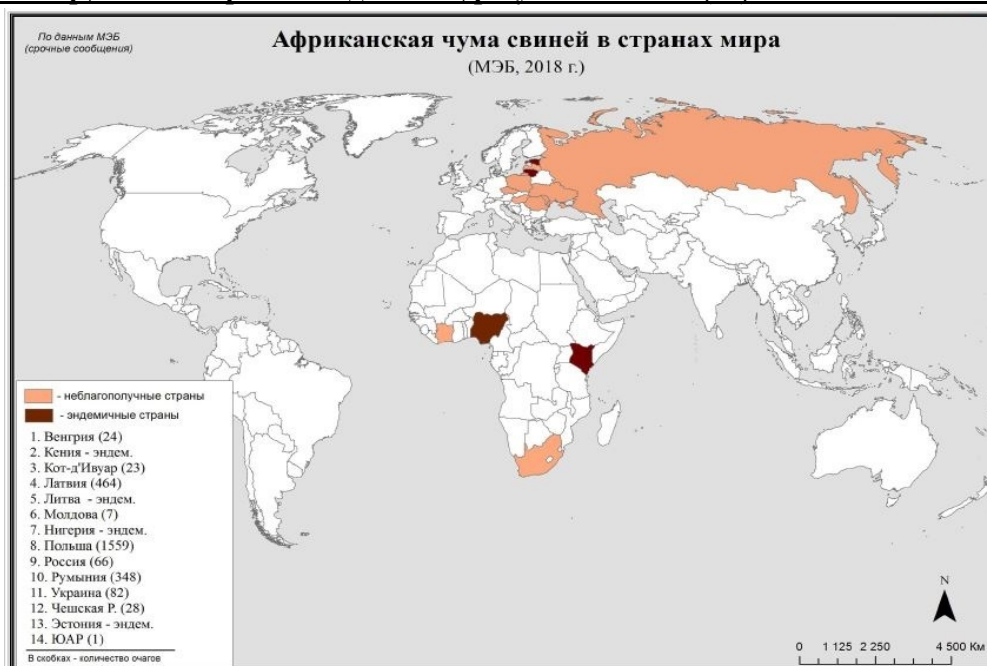 По данным МЭБ
(срочные сообщения)
Африканская чума свиней в странах мира
(МЭБ, 2018 г.)
- неблагополучные страны
- эндемичные страны
1. Венгрия (24)
2. Кения - эндем.
3. Кот-д'Ивуар (23)
4. Латвия (464)
5. Литва - эндем.
6. Молдова (7)
7. Нигерия - эндем.
8. Польша (1559)
9. Россия (66)
10. Румыния (348)
11. Украина (82)
12. Чешская Р. (28)
13. Эстония - эндем.
14. ЮАР (1)
В скобках - количество очагов
N
0 1 125 2 250 4 500 Км